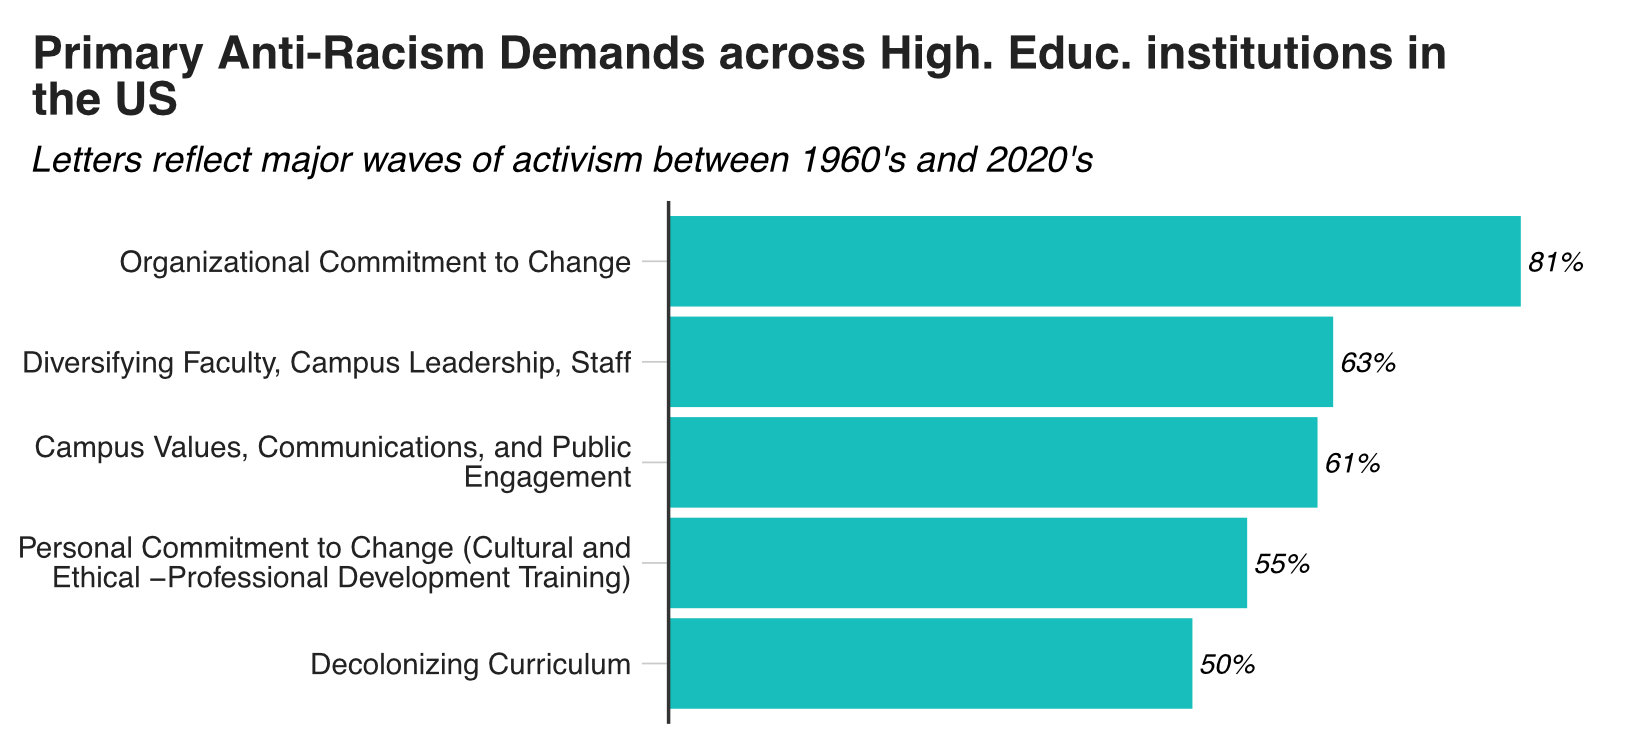 Primary Anti-Racism Demands across High. Educ. institutions in
the US
Letters reflect major waves of activism between 1960's and 2020's
Organizational Commitment to Change
81%
Diversifying Faculty, Campus Leadership, Staff
63%
Campus Values, Communications, and Public
Engagement
61%
Personal Commitment to Change (Cultural and
Ethical –Professional Development Training)
55%
Decolonizing Curriculum
50%